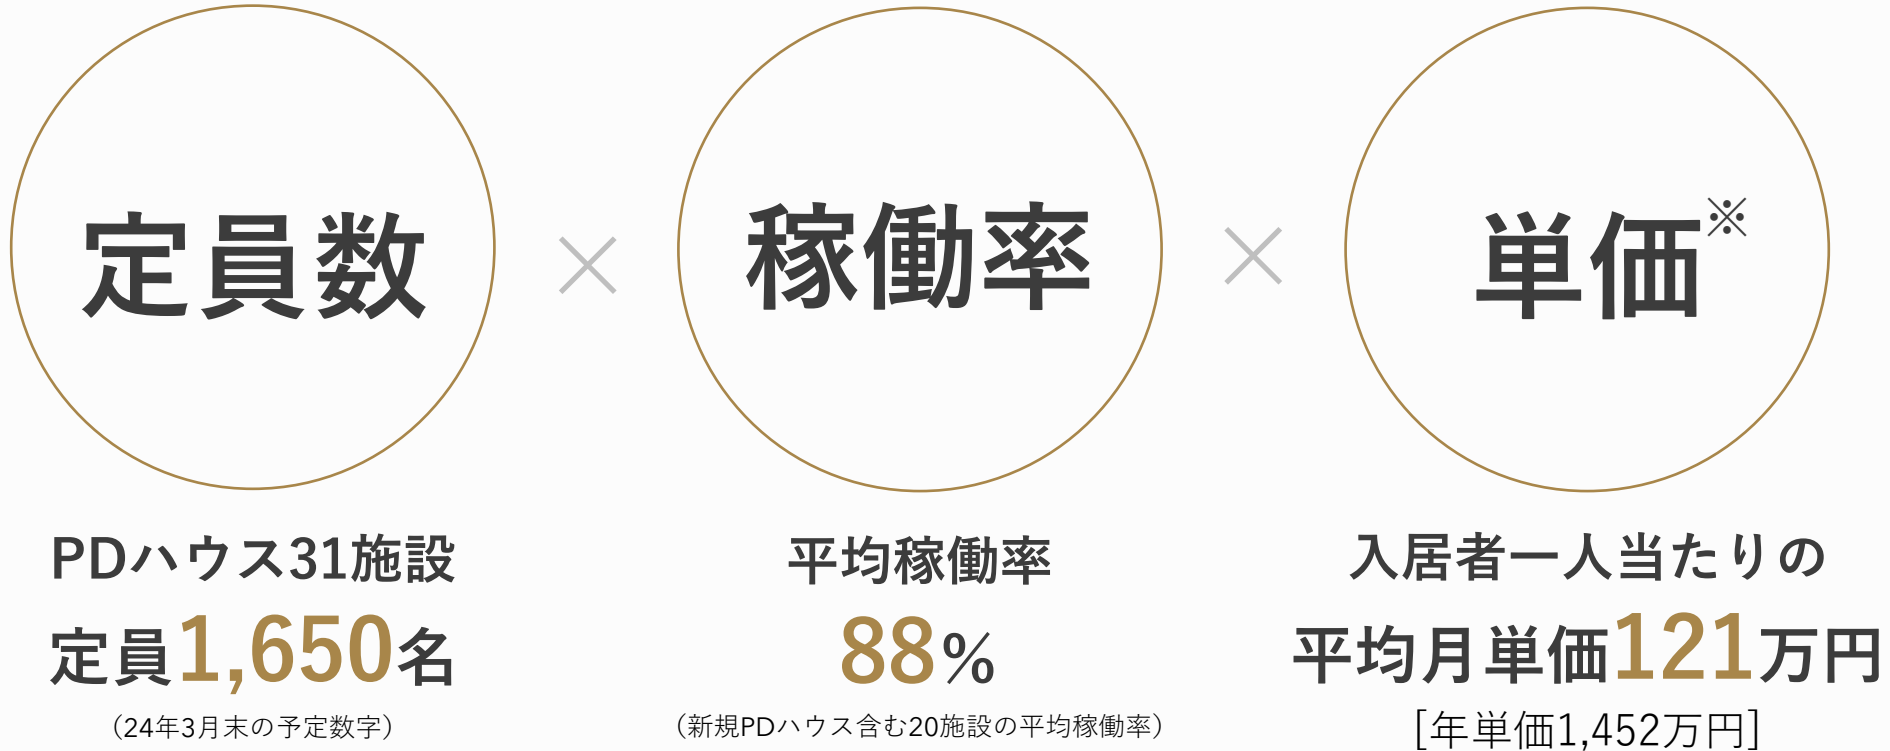 定員数
×
稼働率
×
単価※
PDハウス31施設
定員1,650名
(24年3月末の予定数字)
平均稼働率
88%
(新規PDハウス含む20施設の平均稼働率)
入居者一人当たりの
平均月単価121万円
[年単価1,452万円]